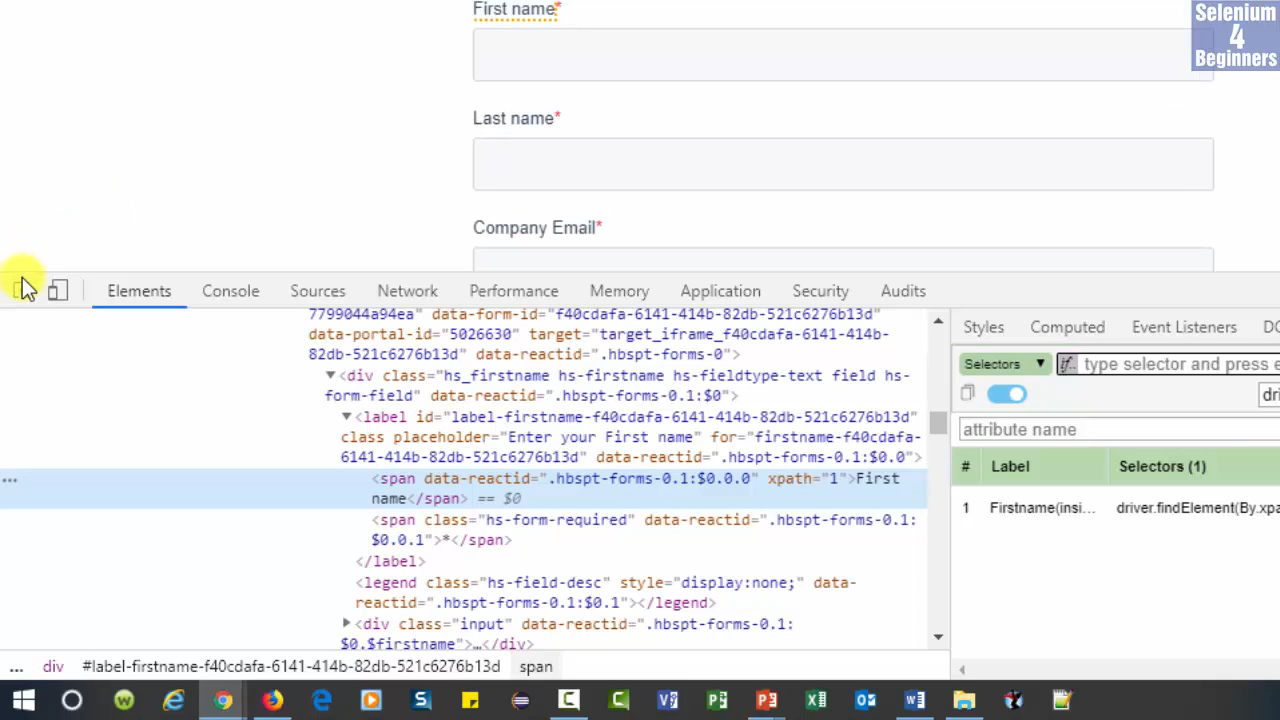 First name*
Selenium
4
Beginners
Last name*
Company Email*
Elements Console Sources Network Performance Memory Application Security Audits
7799044a94ea" data-form-id="f40cdafa-6141-414b-82db-521c6276b13d"
data-portal-id="5026630" target="target_iframe_f40cdafa-6141-414b-
82db-521c6276b13d" data-reactid=".hbspt-forms-0">
▼<div class="hs_firstname hs-firstname hs-fieldtype-text field hs-
form-field" data-reactid=".hbspt-forms-0.1:$0">
▼<label id="label-firstname-f40cdafa-6141-414b-82db-521c6276b13d"
class placeholder="Enter your First name" for="firstname-f40cdafa-
6141-414b-82db-521c6276b13d" data-reactid=".hbspt-forms-0.1:$0.0">
... <span data-reactid=".hbspt-forms-0.1:$0.0.0" xpath="1">First
name</span> == $0
<span class="hs-form-required" data-reactid=".hbspt-forms-0.1:
$0.0.1">*</span>
</label>
<legend class="hs-field-desc" style="display:none;" data-
reactid=".hbspt-forms-0.1:$0.1"></legend>
▶<div class="input" data-reactid=".hbspt-forms-0.1:
$0.$firstname">…</div>
... div #label-firstname-f40cdafa-6141-414b-82db-521c6276b13d span
Styles Computed Event Listeners DO
Selectors ▼ if.. type selector and press e
dri
attribute name
# Label Selectors (1)
1 Firstname(insi... driver.findElement(By.xpa